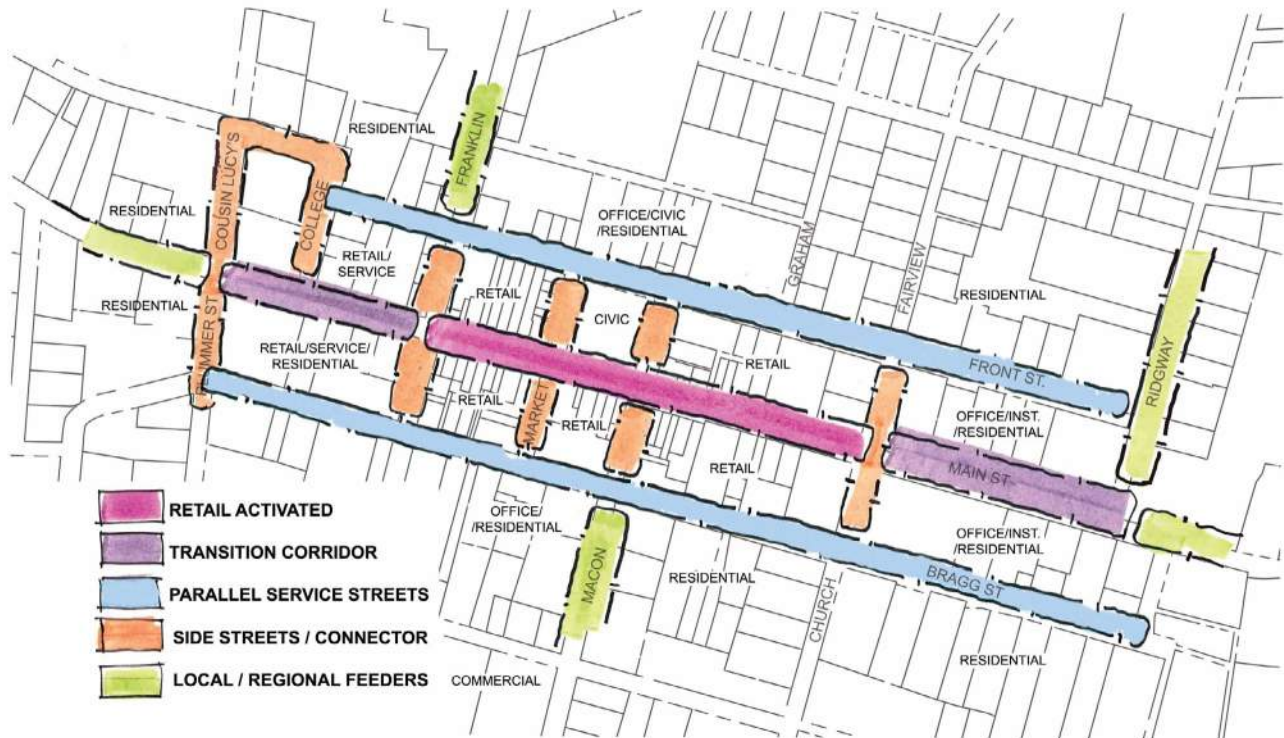 RESIDENTIAL
FRANKLIN
COUSIN LUCY'S
COLLEGE
RESIDENTIAL
OFFICE/CIVIC
/RESIDENTIAL
GRAHAM
FAIRVIEW
RETAIL/
SERVICE
RETAIL
CIVIC
RESIDENTIAL
RESIDENTIAL
PLUMMER ST
RETAIL/SERVICE/
RESIDENTIAL
RETAIL
FRONT ST.
RIDGWAY
RETAIL
MARKET
RETAIL
OFFICE/INST.
/RESIDENTIAL
RETAIL
MAIN ST.
OFFICE/
/RESIDENTIAL
OFFICE/INST.
/RESIDENTIAL
MACON
RESIDENTIAL
CHURCH
BRAGG ST
RESIDENTIAL
COMMERCIAL
RETAIL ACTIVATED
TRANSITION CORRIDOR
PARALLEL SERVICE STREETS
SIDE STREETS / CONNECTOR
LOCAL / REGIONAL FEEDERS